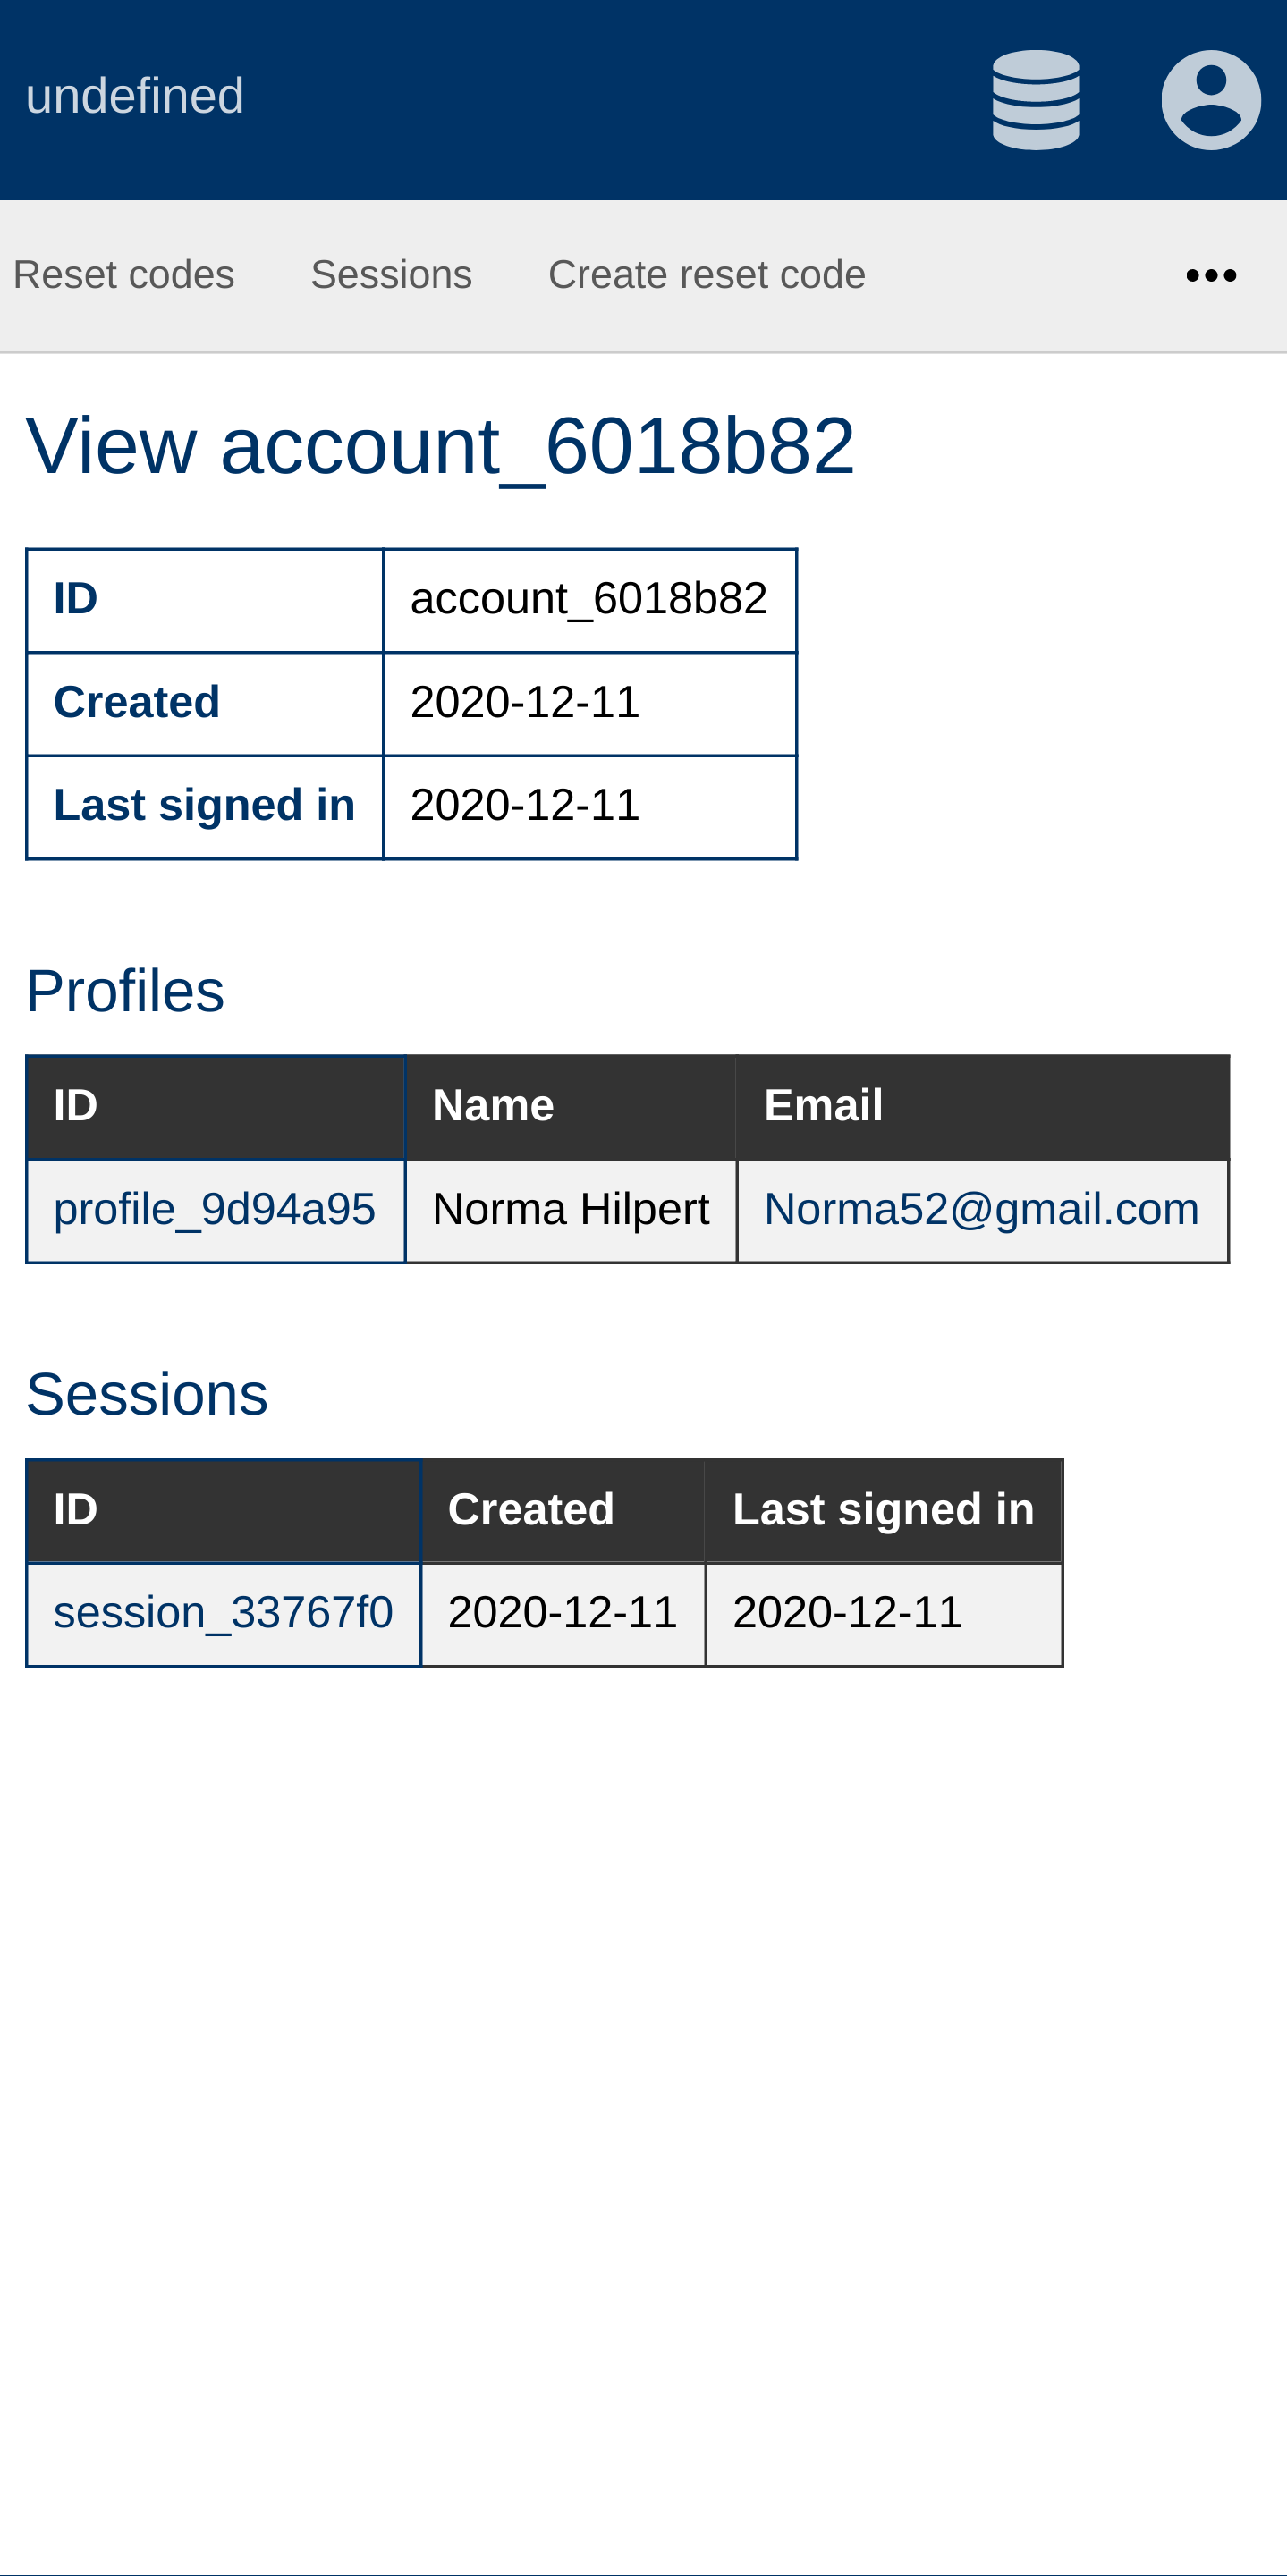 undefined
Reset codes Sessions Create reset code •••
View account_6018b82
ID account_6018b82
Created 2020-12-11
Last signed in 2020-12-11
Profiles
ID Name Email
profile_9d94a95 Norma Hilpert Norma52@gmail.com
Sessions
ID Created Last signed in
session_33767f0 2020-12-11 2020-12-11